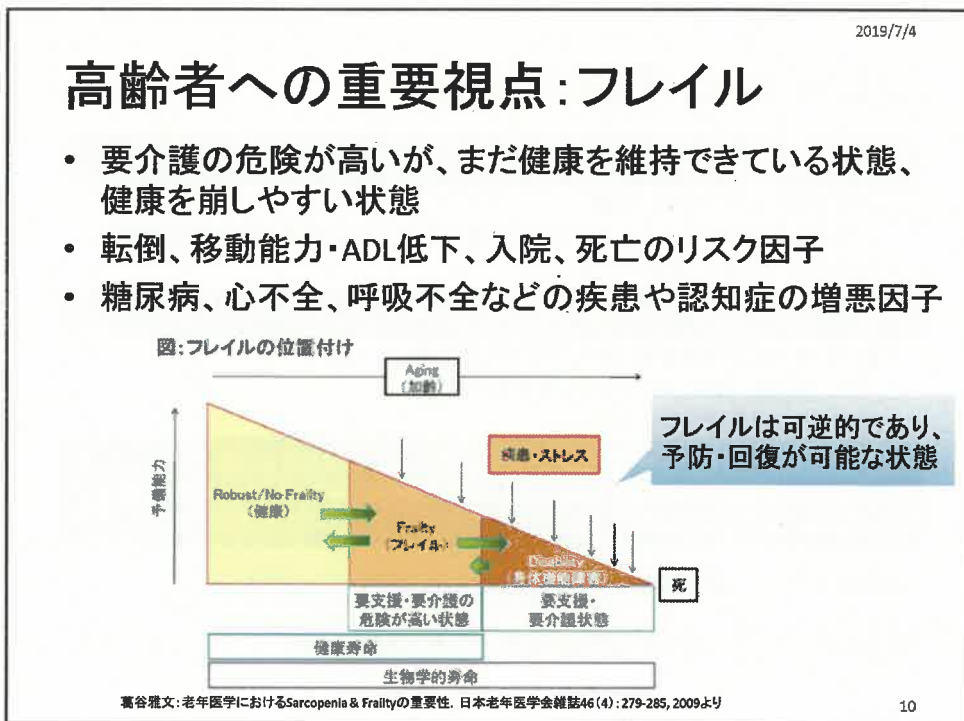 2019/7/4
高齢者への重要視点：フレイル
• 要介護の危険が高いが、まだ健康を維持できている状態、
健康を崩しやすい状態
• 転倒、移動能力・ADL低下、入院、死亡のリスク因子
• 糖尿病、心不全、呼吸不全などの疾患や認知症の増悪因子
図：フレイルの位置付け
Aging
（加齢）
フレイルは可逆的であり、
予防・回復が可能な状態
疾患・ストレス
予備能力
Robust/No Frailty
（健康）
Frailty
（フレイル）
Disability
（身体機能障害）
死
要支援・要介護の
危険が高い状態
要支援・
要介護状態
健康寿命
生物学的寿命
葛谷雅文：老年医学におけるSarcopenia & Frailtyの重要性．日本老年医学会雑誌46（4）：279-285, 2009より
10